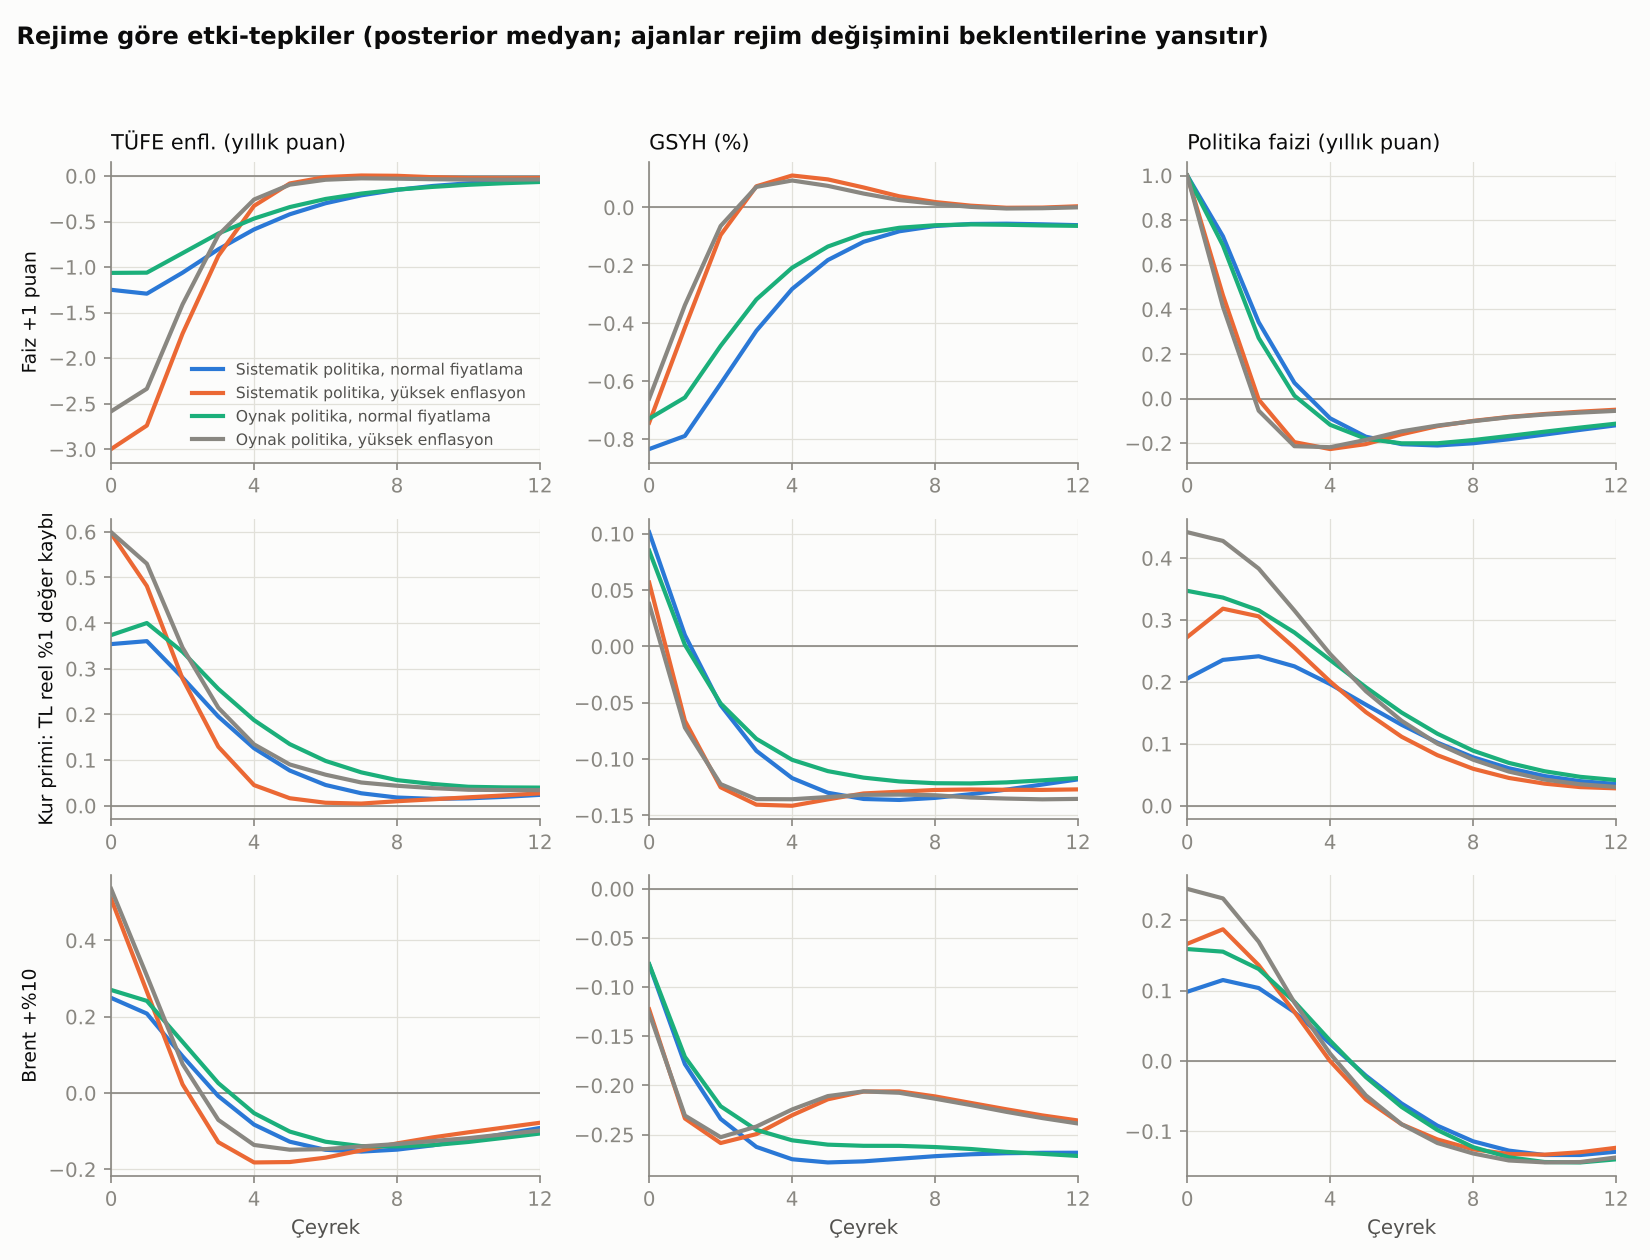 Rejime göre etki-tepkiler (posterior medyan; ajanlar rejim değişimini beklentilerine yansıtır)
TÜFE enfl. (yıllık puan)
GSYH (%)
Politika faizi (yıllık puan)
Faiz +1 puan
0.0
−0.5
−1.0
−1.5
−2.0
−2.5
−3.0
Sistematik politika, normal fiyatlama
Sistematik politika, yüksek enflasyon
Oynak politika, normal fiyatlama
Oynak politika, yüksek enflasyon
0 4 8 12
0.0
−0.2
−0.4
−0.6
−0.8
0 4 8 12
1.0
0.8
0.6
0.4
0.2
0.0
−0.2
0 4 8 12
Kur primi: TL reel %1 değer kaybı
0.6
0.5
0.4
0.3
0.2
0.1
0.0
0 4 8 12
0.10
0.05
0.00
−0.05
−0.10
−0.15
0 4 8 12
0.4
0.3
0.2
0.1
0.0
0 4 8 12
Brent +%10
0.4
0.2
0.0
−0.2
0 4 8 12
Çeyrek
0.00
−0.05
−0.10
−0.15
−0.20
−0.25
0 4 8 12
Çeyrek
0.2
0.1
0.0
−0.1
0 4 8 12
Çeyrek